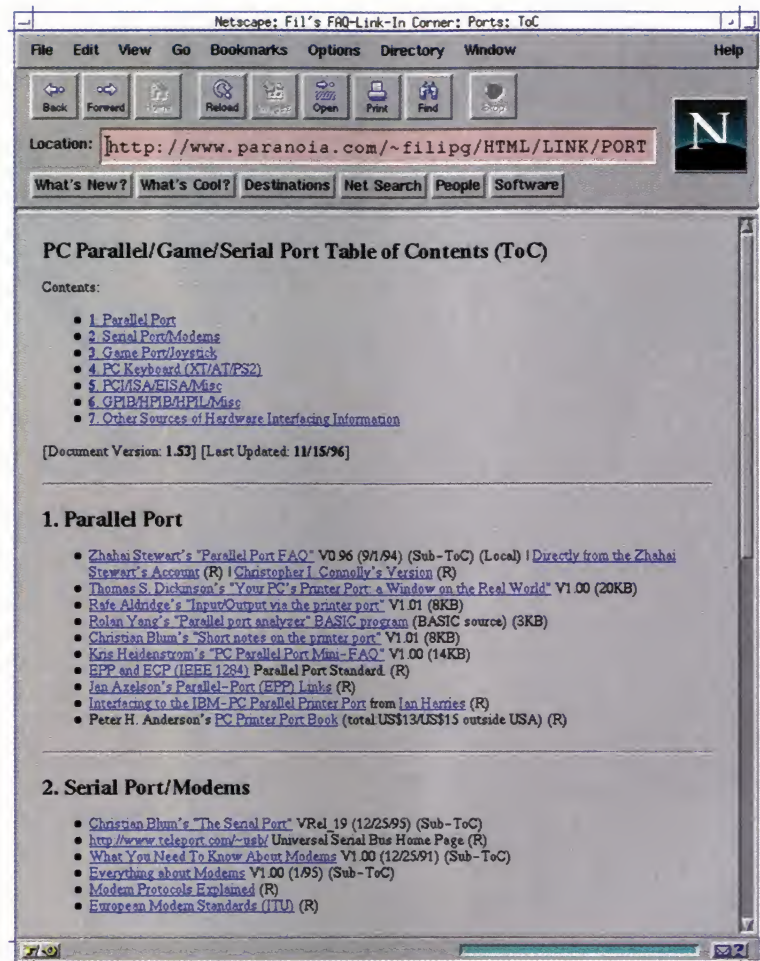 Netscape: Fil's FAQ-Link-In Corner: Ports: ToC
File Edit View Go Bookmarks Options Directory Window Help
Back Forward Home Reload Images Open Print Find Stop
Location: http://www.paranoia.com/~filipg/HTML/LINK/PORT
N
What's New? What's Cool? Destinations Net Search People Software
PC Parallel/Game/Serial Port Table of Contents (ToC)
Contents:
1. Parallel Port
2. Serial Port/Modems
3. Game Port/Joystick
4. PC Keyboard (XT/AT/PS2)
5. PCI/ISA/EISA/Misc
6. GPIB/HPIB/HPIL/Misc
7. Other Sources of Hardware Interfacing Information
[Document Version: 1.53] [Last Updated: 11/15/96]
1. Parallel Port
Zhahai Stewart's "Parallel Port FAQ" V0.96 (9/1/94) (Sub-ToC) (Local) | Directly from the Zhahai
Stewart's Account (R) | Christopher I. Connolly's Version (R)
Thomas S. Dickinson's "Your PC's Printer Port: a Window on the Real World" V1.00 (20KB)
Rafe Aldridge's "Input/Output via the printer port" V1.01 (8KB)
Rolan Yang's "Parallel port analyzer" BASIC program (BASIC source) (3KB)
Christian Blum's "Short notes on the printer port" V1.01 (8KB)
Kris Heidenstrom's "PC Parallel Port Mini-FAQ" V1.00 (14KB)
EPP and ECP (IEEE 1284) Parallel Port Standard. (R)
Jan Axelson's Parallel-Port (EPP) Links (R)
Interfacing to the IBM-PC Parallel Printer Port from Ian Harries (R)
Peter H. Anderson's PC Printer Port Book (total:US$13/US$15 outside USA) (R)
2. Serial Port/Modems
Christian Blum's "The Serial Port" VRel_19 (12/25/95) (Sub-ToC)
http://www.teleport.com/~usb/ Universal Serial Bus Home Page (R)
What You Need To Know About Modems V1.00 (12/25/91) (Sub-ToC)
Everything about Modems V1.00 (1/95) (Sub-ToC)
Modem Protocols Explained (R)
European Modem Standards (ITU) (R)